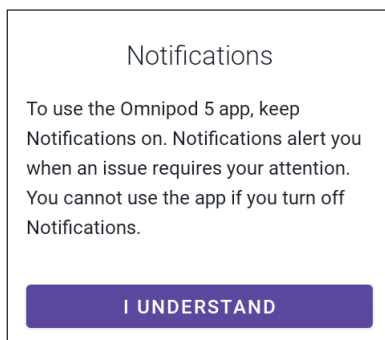 Notifications
To use the Omnipod 5 app, keep
Notifications on. Notifications alert you
when an issue requires your attention.
You cannot use the app if you turn off
Notifications.
I UNDERSTAND